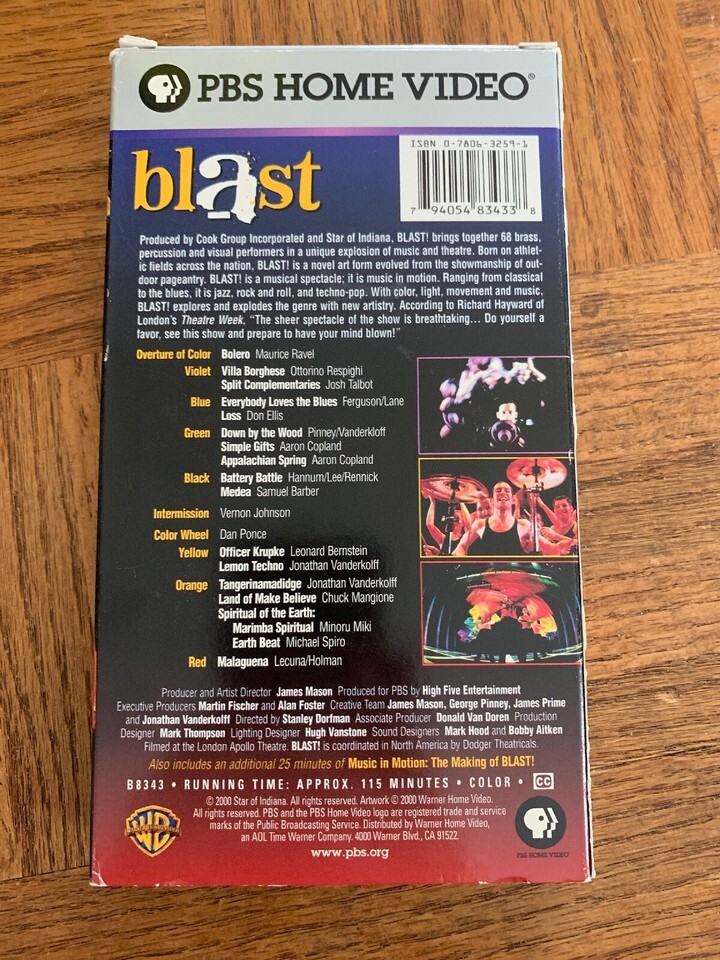 PBS HOME VIDEO®
blast
ISBN 0-7806-3259-1
7 94054 83433 8
Produced by Cook Group Incorporated and Star of Indiana, BLAST! brings together 68 brass,
percussion and visual performers in a unique explosion of music and theatre. Born on athlet-
ic fields across the nation, BLAST! is a novel art form evolved from the showmanship of out-
door pageantry. BLAST! is a musical spectacle; it is music in motion. Ranging from classical
to the blues, it is jazz, rock and roll, and techno-pop. With color, light, movement and music,
BLAST! explores and explodes the genre with new artistry. According to Richard Hayward of
London's Theatre Week, "The sheer spectacle of the show is breathtaking... Do yourself a
favor, see this show and prepare to have your mind blown!"
Overture of Color Bolero Maurice Ravel
Violet Villa Borghese Ottorino Respighi
Split Complementaries Josh Talbot
Blue Everybody Loves the Blues Ferguson/Lane
Loss Don Ellis
Green Down by the Wood Pinney/Vanderkloff
Simple Gifts Aaron Copland
Appalachian Spring Aaron Copland
Black Battery Battle Hannum/Lee/Rennick
Medea Samuel Barber
Intermission Vernon Johnson
Color Wheel Dan Ponce
Yellow Officer Krupke Leonard Bernstein
Lemon Techno Jonathan Vanderkolff
Orange Tangerinamadidge Jonathan Vanderkolff
Land of Make Believe Chuck Mangione
Spiritual of the Earth:
Marimba Spiritual Minoru Miki
Earth Beat Michael Spiro
Red Malaguena Lecuna/Holman
Producer and Artist Director James Mason Produced for PBS by High Five Entertainment
Executive Producers Martin Fischer and Alan Foster Creative Team James Mason, George Pinney, James Prime
and Jonathan Vanderkolff Directed by Stanley Dorfman Associate Producer Donald Van Doren Production
Designer Mark Thompson Lighting Designer Hugh Vanstone Sound Designers Mark Hood and Bobby Aitken
Filmed at the London Apollo Theatre. BLAST! is coordinated in North America by Dodger Theatricals.
Also includes an additional 25 minutes of Music in Motion: The Making of BLAST!
B8343 • RUNNING TIME: APPROX. 115 MINUTES • COLOR • CC
© 2000 Star of Indiana. All rights reserved. Artwork © 2000 Warner Home Video.
All rights reserved. PBS and the PBS Home Video logo are registered trade and service
marks of the Public Broadcasting Service. Distributed by Warner Home Video,
an AOL Time Warner Company. 4000 Warner Blvd., CA 91522.
www.pbs.org
WB
PBS HOME VIDEO®